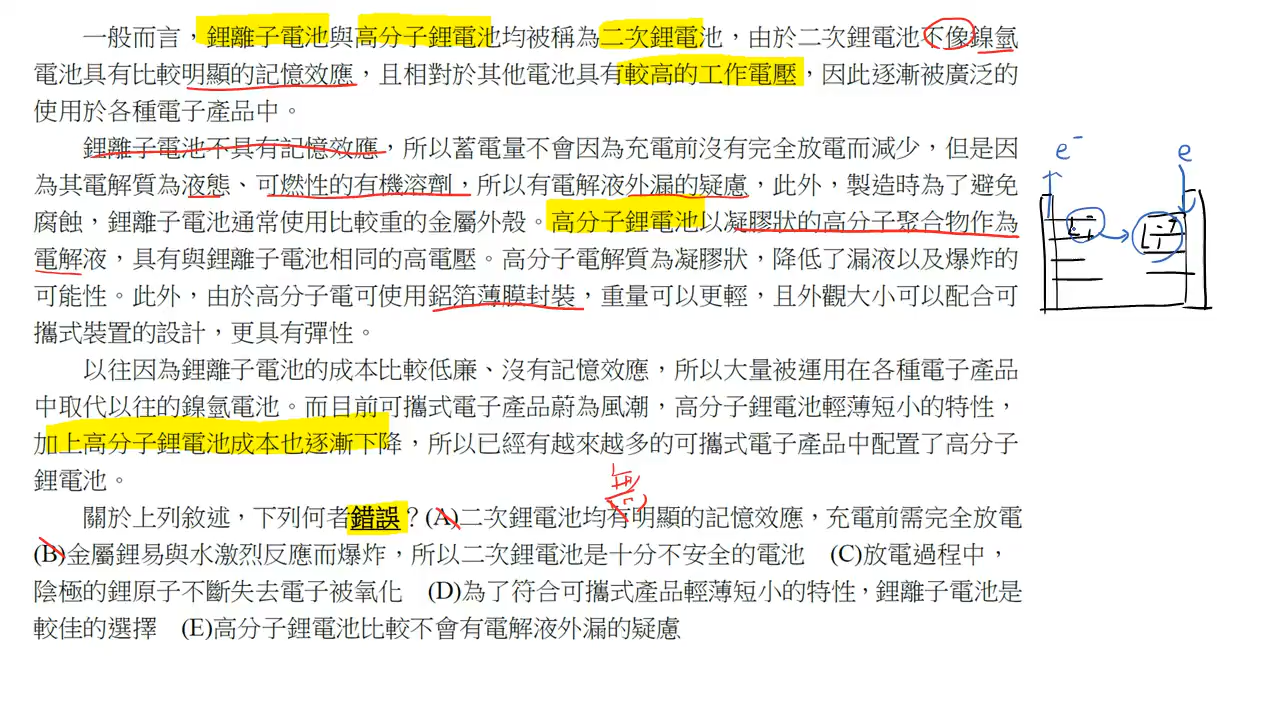 一般而言，鋰離子電池與高分子鋰電池均被稱為二次鋰電池，由於二次鋰電池不像鎳氫
電池具有比較明顯的記憶效應，且相對於其他電池具有較高的工作電壓，因此逐漸被廣泛的
使用於各種電子產品中。
鋰離子電池不具有記憶效應，所以蓄電量不會因為充電前沒有完全放電而減少，但是因
為其電解質為液態、可燃性的有機溶劑，所以有電解液外漏的疑慮，此外，製造時為了避免
腐蝕，鋰離子電池通常使用比較重的金屬外殼。高分子鋰電池以凝膠狀的高分子聚合物作為
電解液，具有與鋰離子電池相同的高電壓。高分子電解質為凝膠狀，降低了漏液以及爆炸的
可能性。此外，由於高分子電可使用鋁箔薄膜封裝，重量可以更輕，且外觀大小可以配合可
攜式裝置的設計，更具有彈性。
以往因為鋰離子電池的成本比較低廉、沒有記憶效應，所以大量被運用在各種電子產品
中取代以往的鎳氫電池。而目前可攜式電子產品蔚為風潮，高分子鋰電池輕薄短小的特性，
加上高分子鋰電池成本也逐漸下降，所以已經有越來越多的可攜式電子產品中配置了高分子
鋰電池。
無
關於上列敘述，下列何者錯誤？(A)二次鋰電池均有明顯的記憶效應，充電前需完全放電
(B)金屬鋰易與水激烈反應而爆炸，所以二次鋰電池是十分不安全的電池 (C)放電過程中，
陰極的鋰原子不斷失去電子被氧化 (D)為了符合可攜式產品輕薄短小的特性，鋰離子電池是
較佳的選擇 (E)高分子鋰電池比較不會有電解液外漏的疑慮
e⁻ e
Li Li⁺